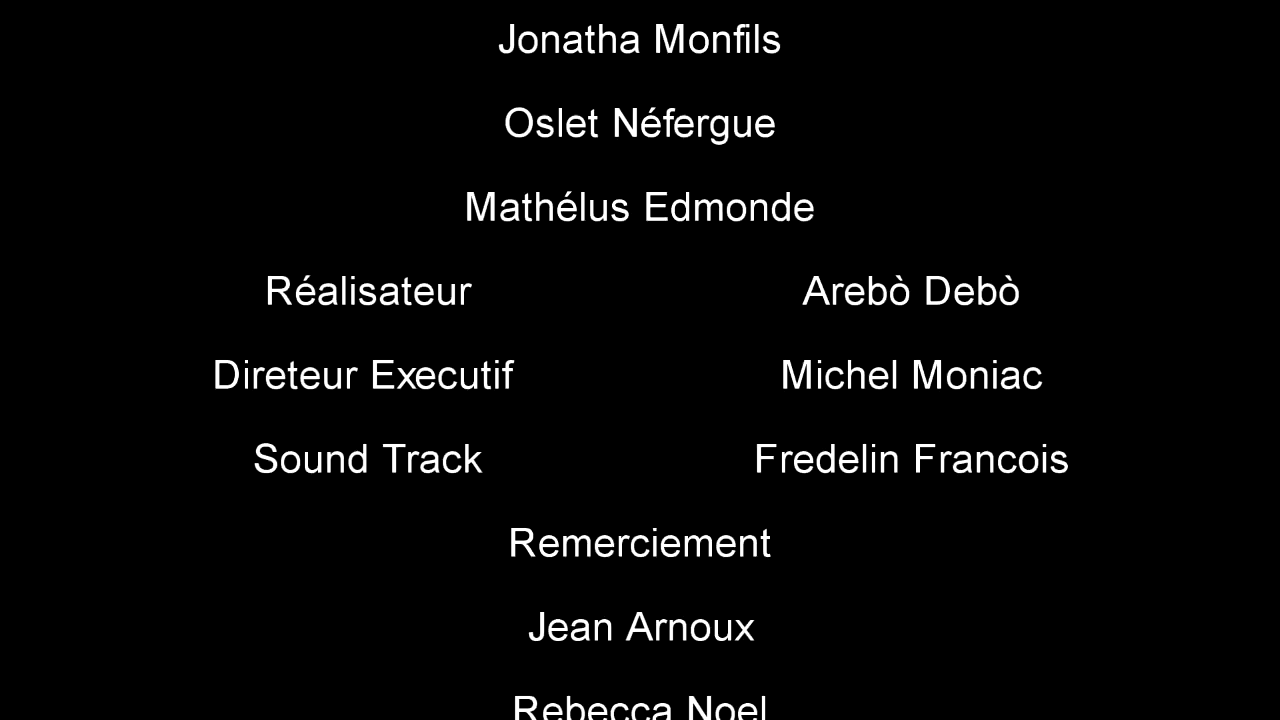 Jonatha Monfils
Oslet Néfergue
Mathélus Edmonde
Réalisateur Arebò Debò
Direteur Executif Michel Moniac
Sound Track Fredelin Francois
Remerciement
Jean Arnoux
Rebecca Noel